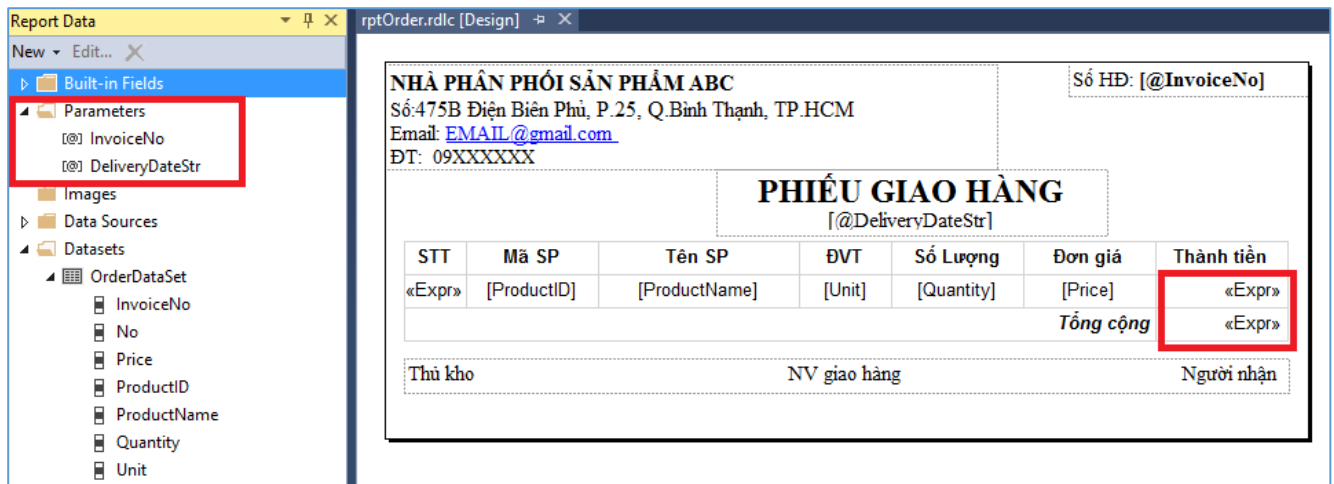 Report Data
rptOrder.rdlc [Design]
New Edit...
Built-in Fields
Parameters
[@] InvoiceNo
[@] DeliveryDateStr
Images
Data Sources
Datasets
OrderDataSet
InvoiceNo
No
Price
ProductID
ProductName
Quantity
Unit
NHÀ PHÂN PHỐI SẢN PHẨM ABC
Số HĐ: [@InvoiceNo]
Số:475B Điện Biên Phủ, P.25, Q.Bình Thạnh, TP.HCM
Email: EMAIL@gmail.com
ĐT: 09XXXXXX
PHIẾU GIAO HÀNG
[@DeliveryDateStr]
STT Mã SP Tên SP ĐVT Số Lượng Đơn giá Thành tiền
«Expr» [ProductID] [ProductName] [Unit] [Quantity] [Price] «Expr»
Tổng cộng «Expr»
Thủ kho NV giao hàng Người nhận